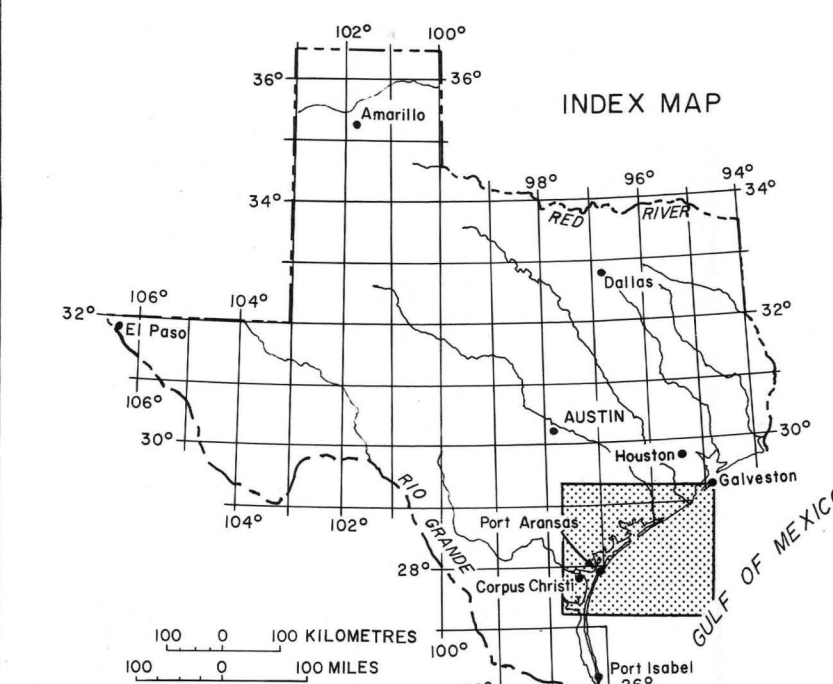 102° 100°
36° 36°
Amarillo
INDEX MAP
98° 96° 94°
34° 34°
RED RIVER
Dallas
106° 104°
32° 32°
El Paso
106°
AUSTIN
30° 30°
Houston
Galveston
RIO GRANDE
104° 102°
Port Aransas
GULF OF MEXICO
28°
Corpus Christi
100 0 100 KILOMETRES
100°
100 0 100 MILES
Port Isabel
26°